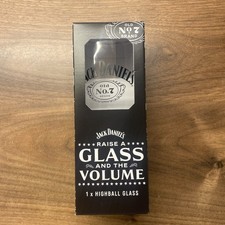 OLD
No. 7
BRAND
JACK DANIEL'S
OLD
No. 7
JACK DANIEL'S
RAISE A
GLASS
AND THE
VOLUME
1 x HIGHBALL GLASS